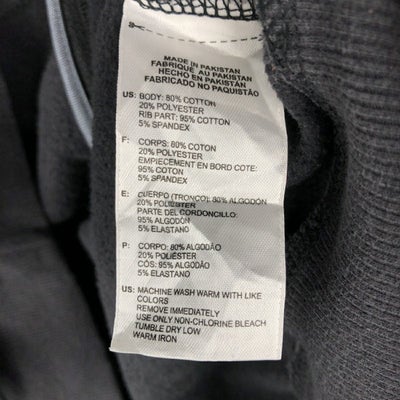 MADE IN PAKISTAN
FABRIQUÉ AU PAKISTAN
HECHO EN PAKISTAN
FABRICADO NO PAQUISTÃO
US: BODY: 80% COTTON
20% POLYESTER
RIB PART: 95% COTTON
5% SPANDEX
F: CORPS: 80% COTON
20% POLYESTER
EMPIECEMENT EN BORD COTE:
95% COTON
5% SPANDEX
E: CUERPO (TRONCO): 80% ALGODÓN
20% POLIÉSTER
PARTE DEL CORDONCILLO:
95% ALGODÓN
5% ELASTANO
P: CORPO: 80% ALGODÃO
20% POLIÉSTER
CÓS: 95% ALGODÃO
5% ELASTANO
US: MACHINE WASH WARM WITH LIKE
COLORS
REMOVE IMMEDIATELY
USE ONLY NON-CHLORINE BLEACH
TUMBLE DRY LOW
WARM IRON